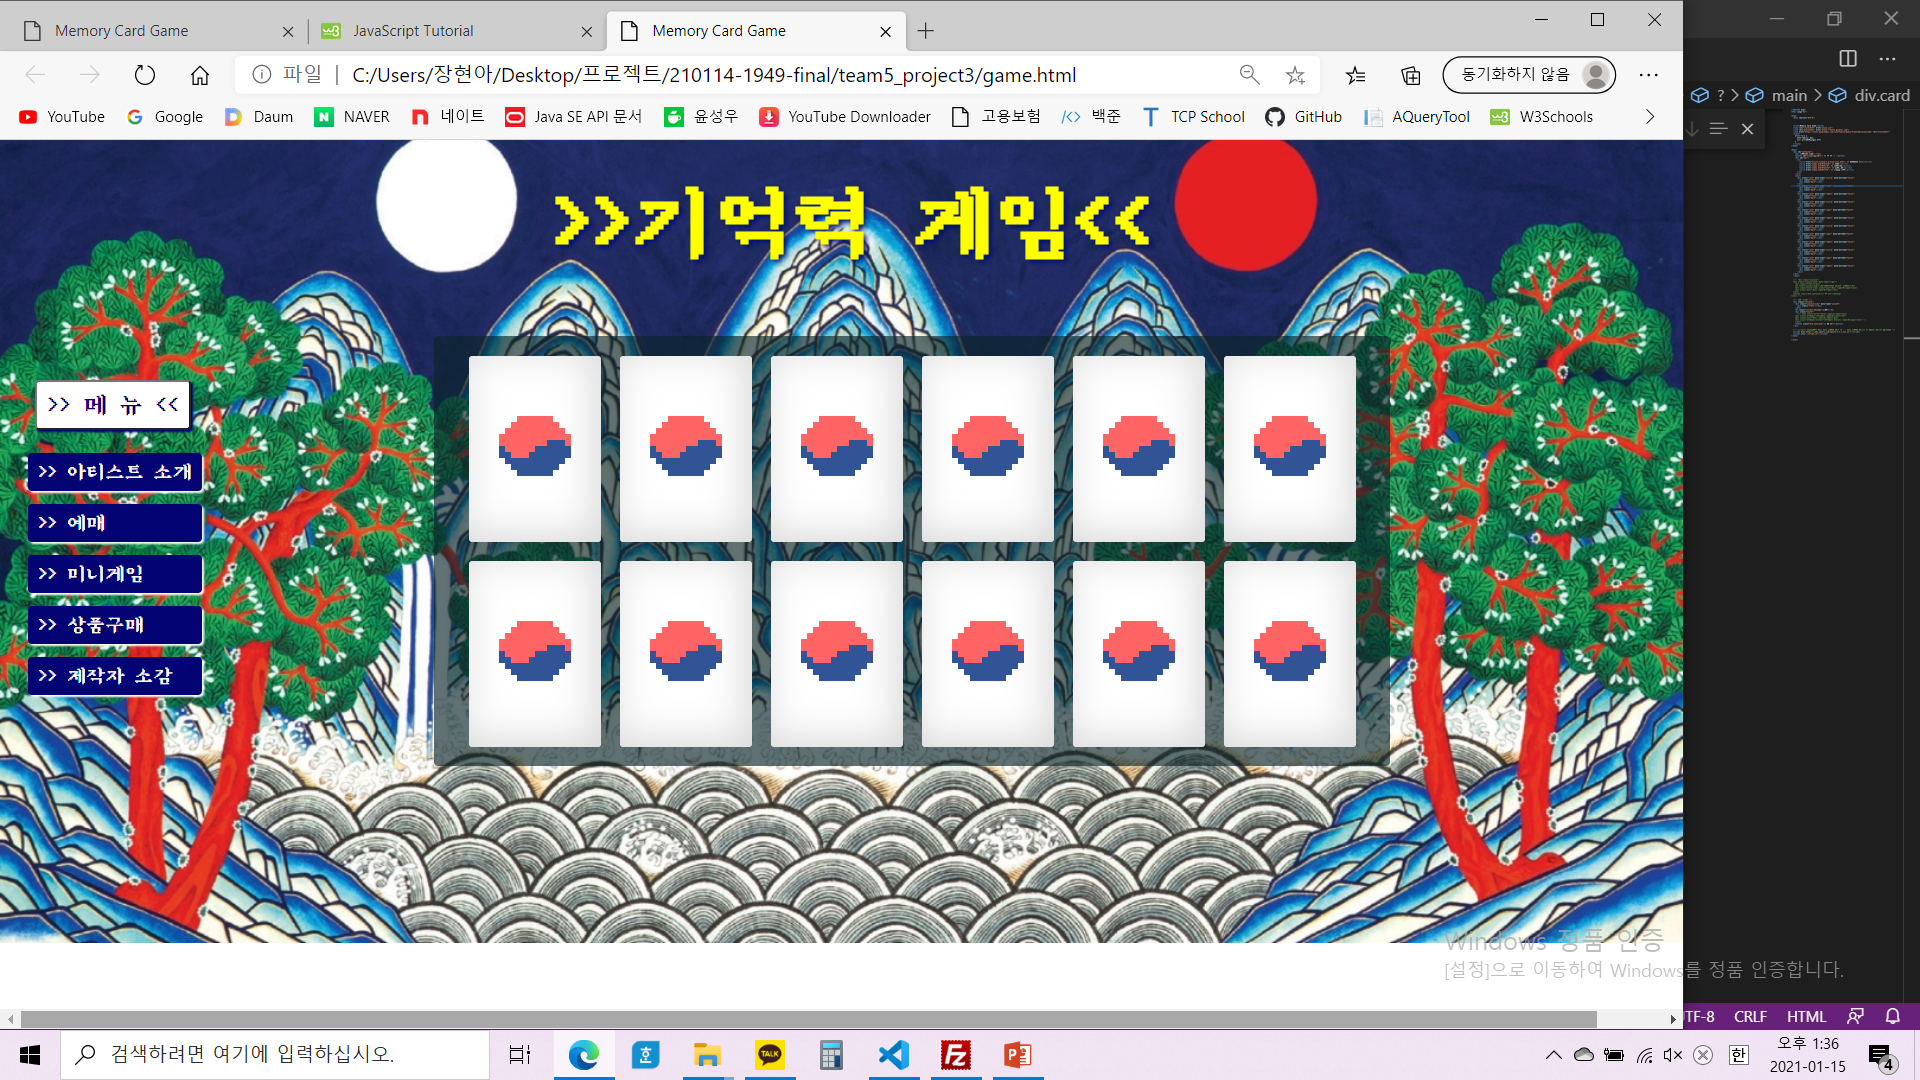 Memory Card Game
JavaScript Tutorial
Memory Card Game
파일 | C:/Users/장현아/Desktop/프로젝트/210114-1949-final/team5_project3/game.html
동기화하지 않음
YouTube
Google
Daum
NAVER
네이트
Java SE API 문서
윤성우
YouTube Downloader
고용보험
백준
TCP School
GitHub
AQueryTool
W3Schools
? > main > div.card
>>기억력 게임<<
>> 메 뉴 <<
>> 아티스트 소개
>> 예매
>> 미니게임
>> 상품구매
>> 제작자 소감
Windows 정품 인증
[설정]으로 이동하여 Windows를 정품 인증합니다.
TF-8 CRLF HTML
검색하려면 여기에 입력하십시오.
TALK
한
오후 1:36
2021-01-15
4